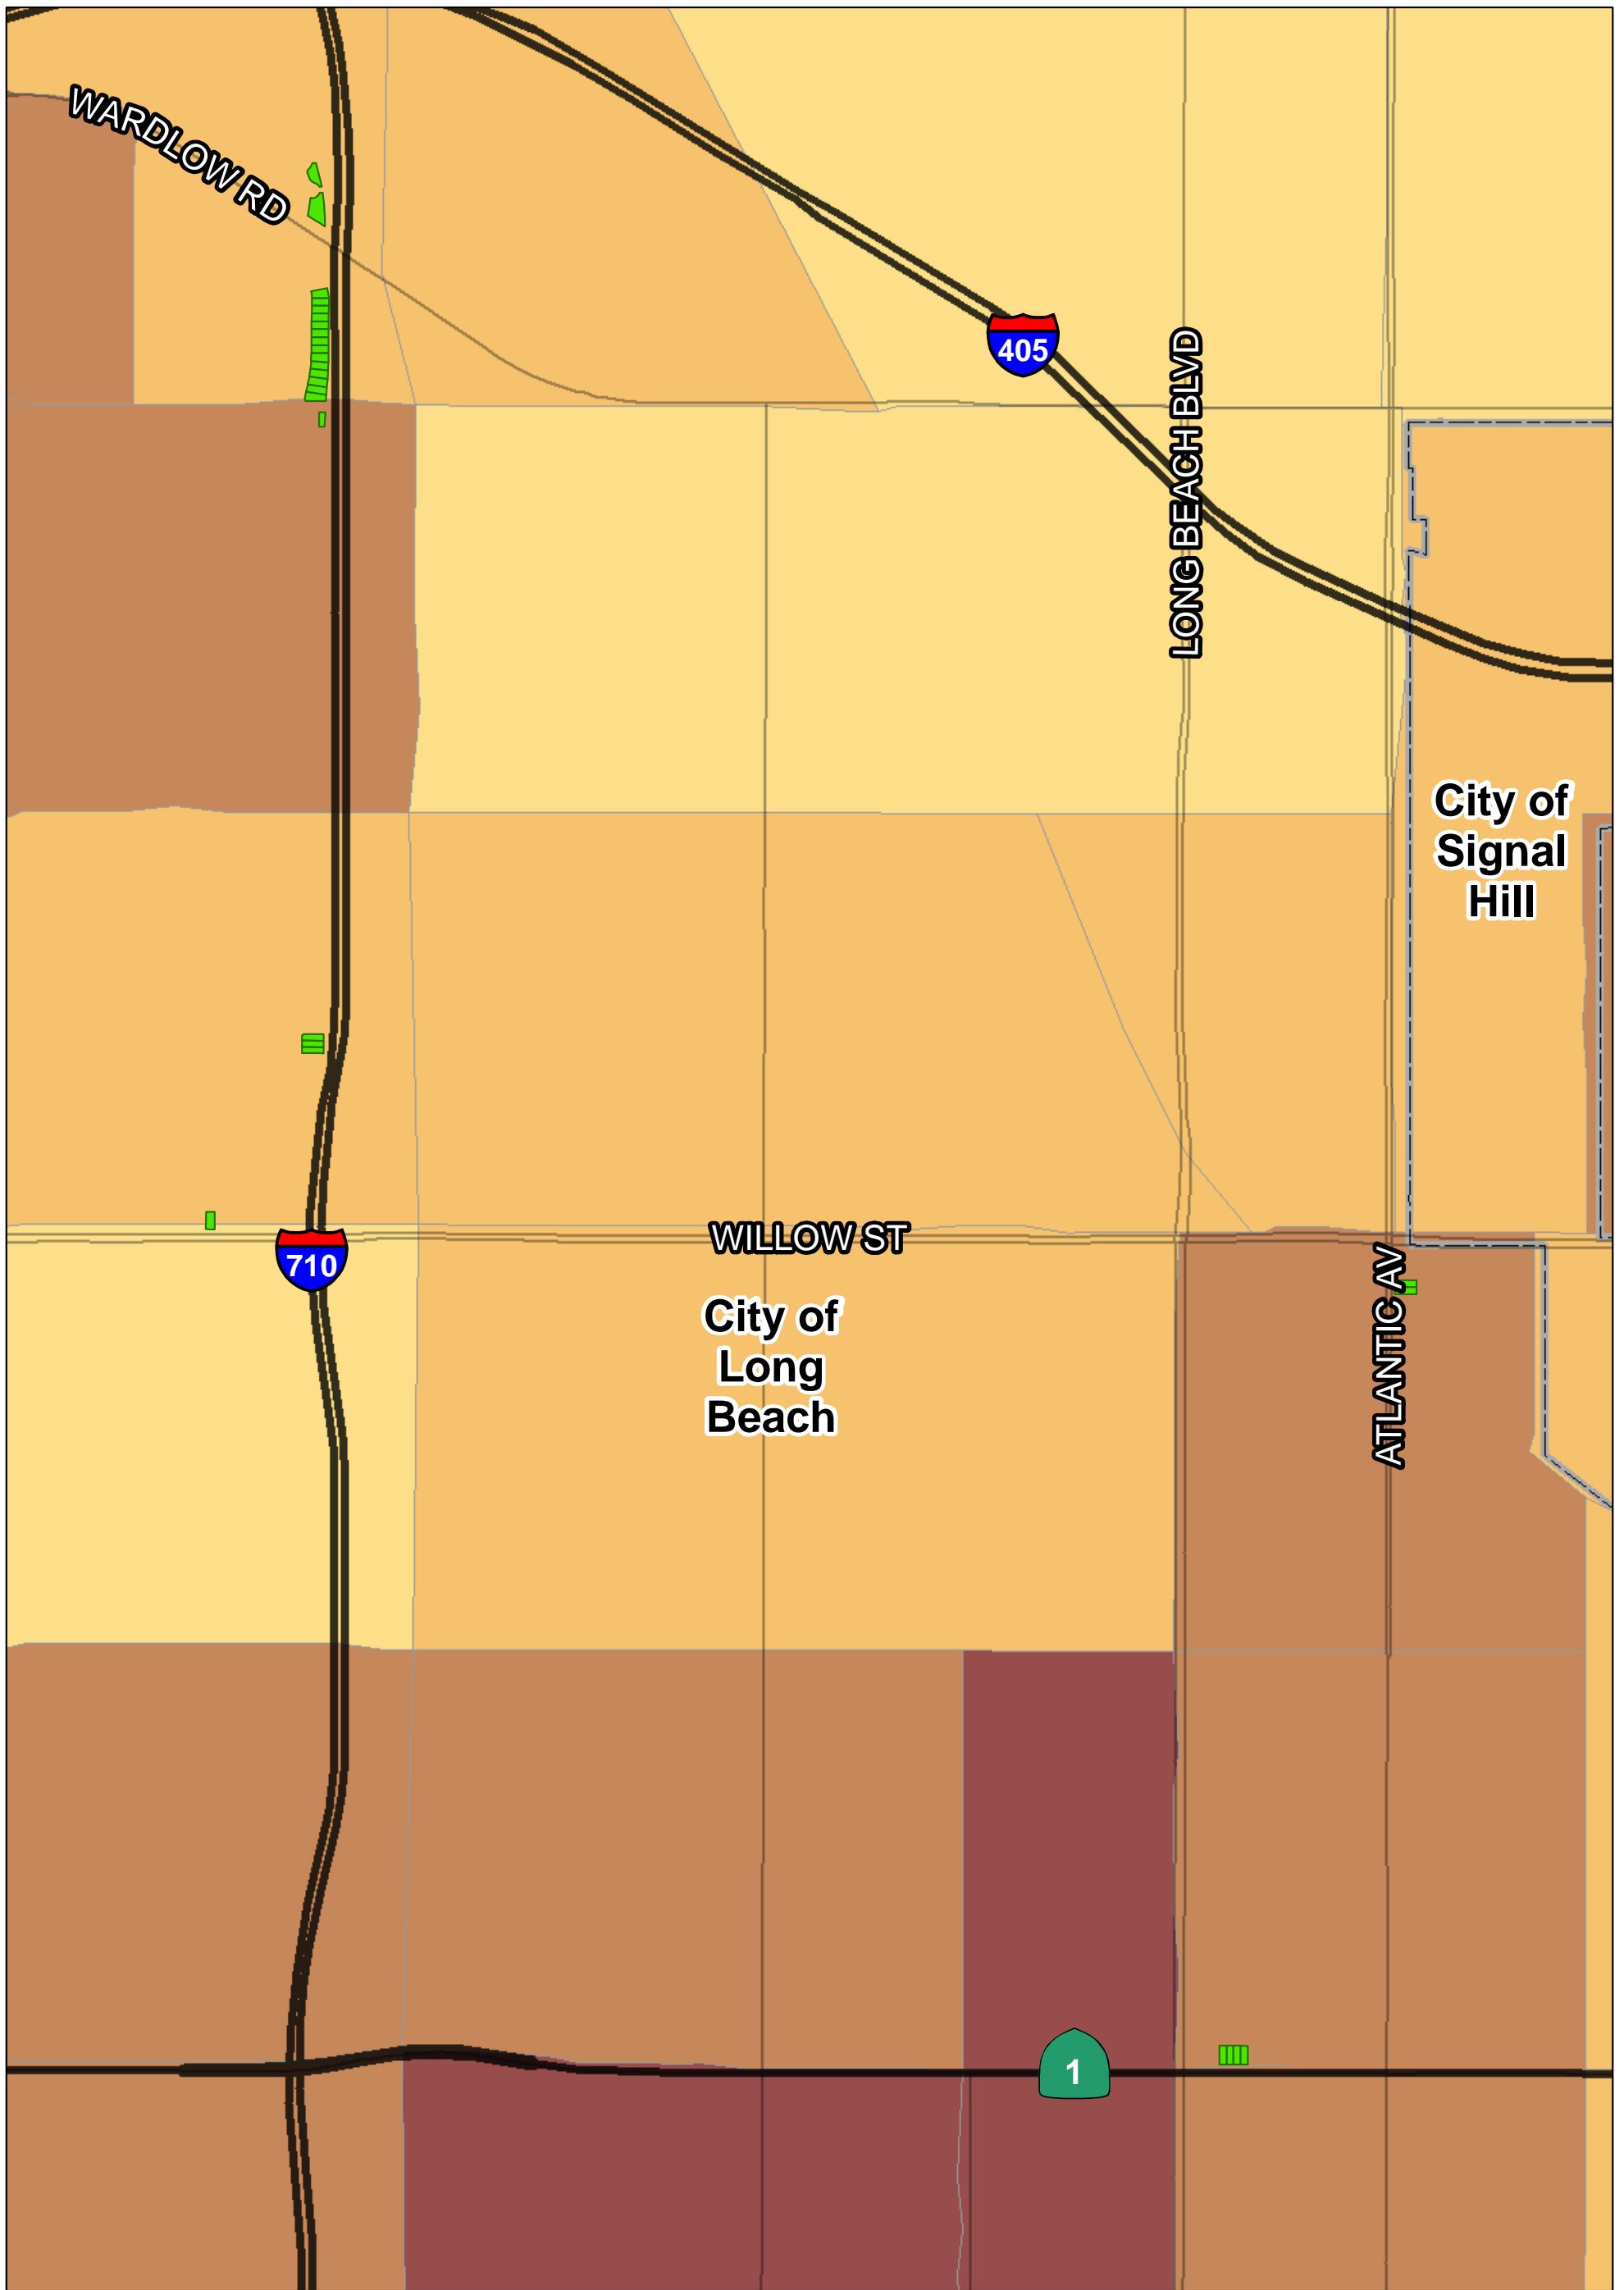 WARDLOW RD
405
LONG BEACH BLVD
City of
Signal
Hill
WILLOW ST
710
City of
Long
Beach
ATLANTIC AV
1